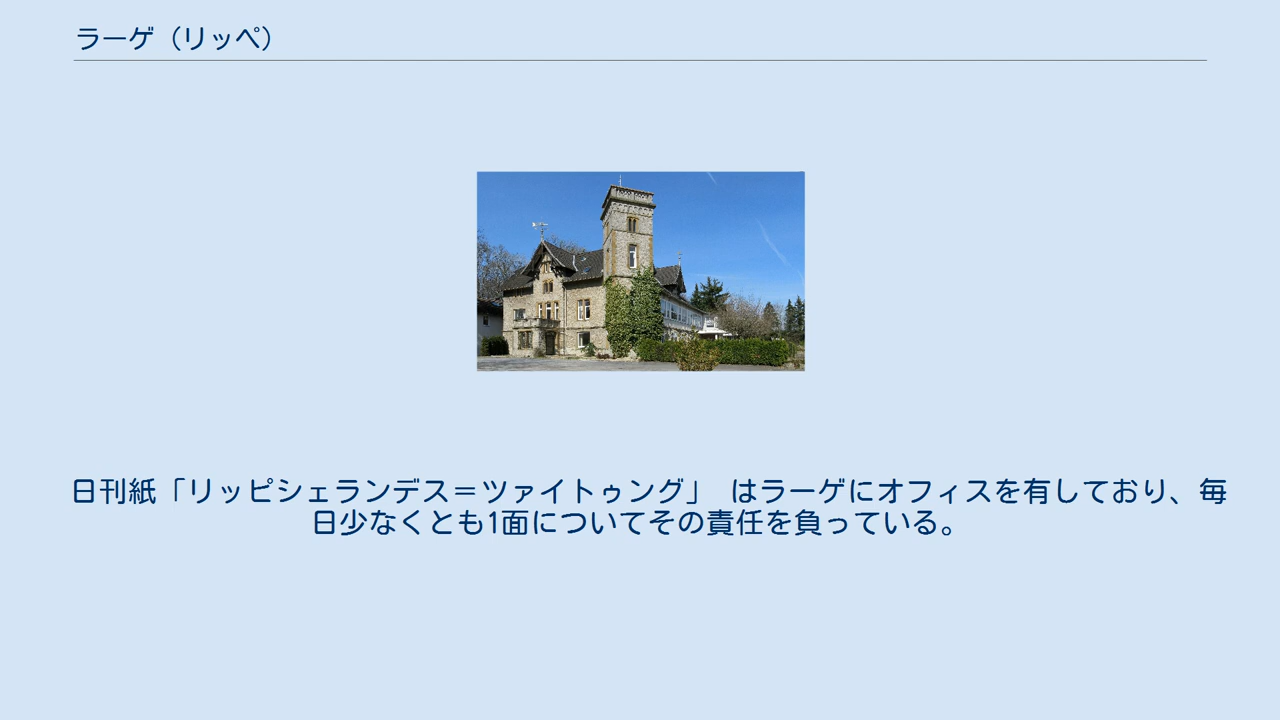 ラーゲ（リッペ）
日刊紙「リッピシェランデス＝ツァイトゥング」 はラーゲにオフィスを有しており、毎
日少なくとも1面についてその責任を負っている。